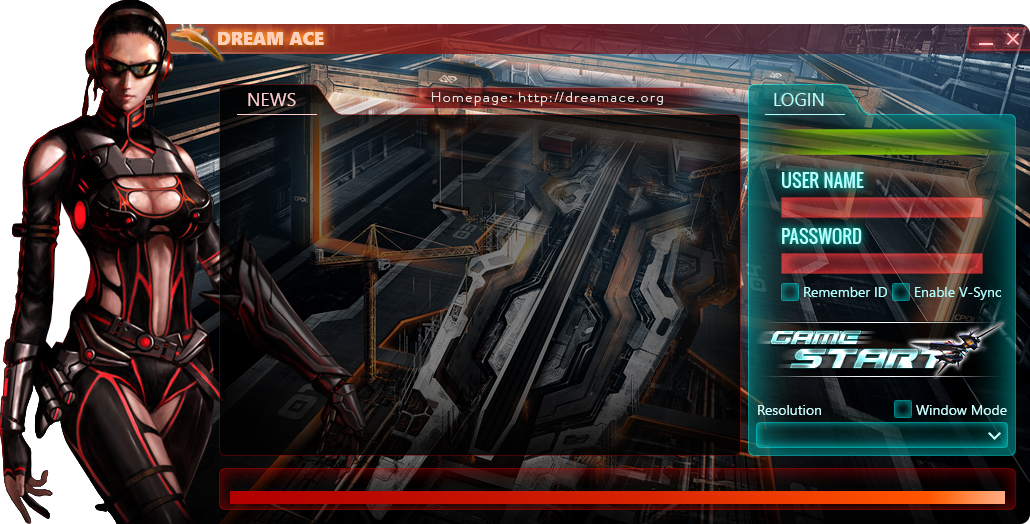 DREAM ACE
NEWS
Homepage: http://dreamace.org
LOGIN
USER NAME
PASSWORD
Remember ID
Enable V-Sync
GAME
START
Resolution
Window Mode